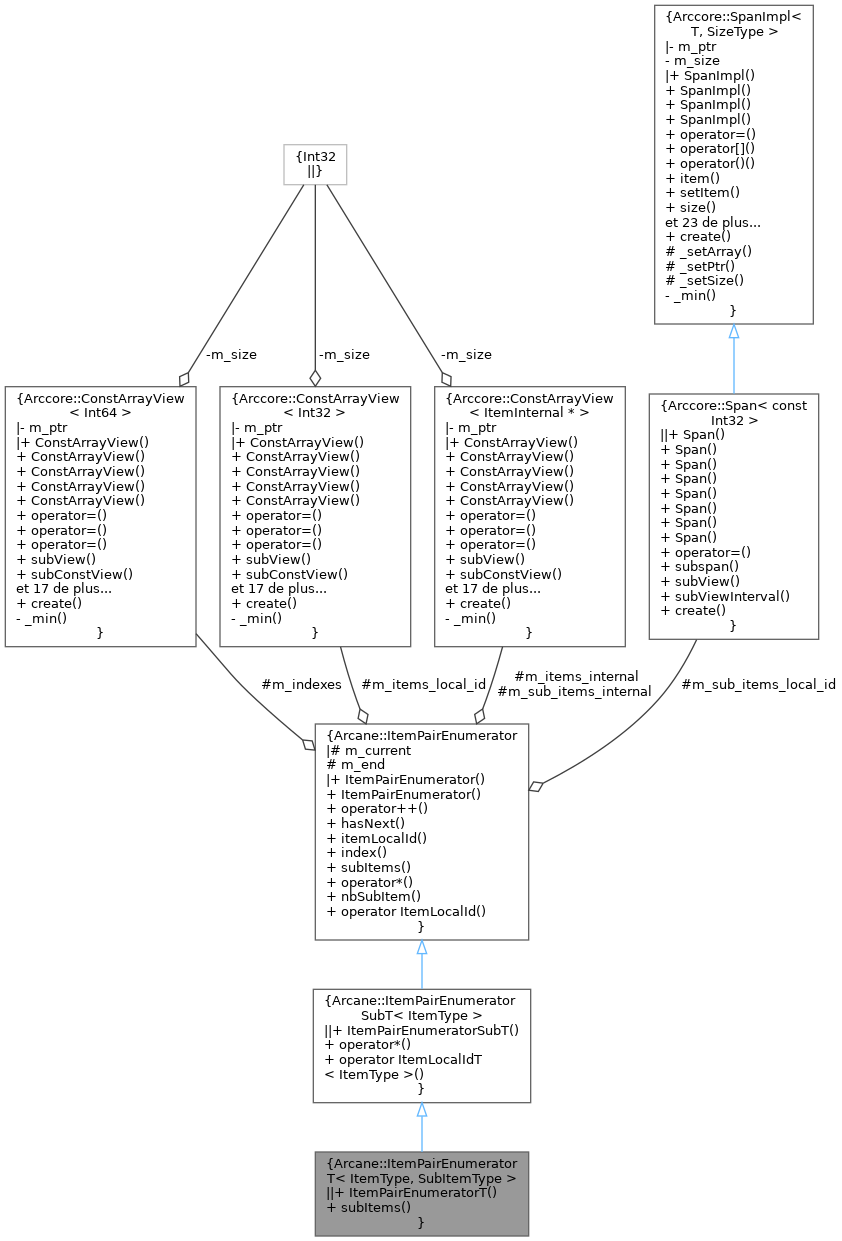 {Arccore::SpanImpl<
T, SizeType >
|- m_ptr
- m_size
|+ SpanImpl()
+ SpanImpl()
+ SpanImpl()
+ SpanImpl()
+ operator=()
+ operator[]()
+ operator()()
+ item()
+ setItem()
+ size()
et 23 de plus...
+ create()
# _setArray()
# _setPtr()
# _setSize()
- _min()
}
{Int32
||}
-m_size
-m_size
-m_size
{Arccore::ConstArrayView
< Int64 >
|- m_ptr
|+ ConstArrayView()
+ ConstArrayView()
+ ConstArrayView()
+ ConstArrayView()
+ ConstArrayView()
+ operator=()
+ operator=()
+ operator=()
+ subView()
+ subConstView()
et 17 de plus...
+ create()
- _min()
}
{Arccore::ConstArrayView
< Int32 >
|- m_ptr
|+ ConstArrayView()
+ ConstArrayView()
+ ConstArrayView()
+ ConstArrayView()
+ ConstArrayView()
+ operator=()
+ operator=()
+ operator=()
+ subView()
+ subConstView()
et 17 de plus...
+ create()
- _min()
}
{Arccore::ConstArrayView
< ItemInternal * >
|- m_ptr
|+ ConstArrayView()
+ ConstArrayView()
+ ConstArrayView()
+ ConstArrayView()
+ ConstArrayView()
+ operator=()
+ operator=()
+ operator=()
+ subView()
+ subConstView()
et 17 de plus...
+ create()
- _min()
}
{Arccore::Span< const
Int32 >
||+ Span()
+ Span()
+ Span()
+ Span()
+ Span()
+ Span()
+ Span()
+ Span()
+ operator=()
+ subspan()
+ subView()
+ subViewInterval()
+ create()
}
#m_indexes
#m_items_local_id
#m_items_internal
#m_sub_items_internal
#m_sub_items_local_id
{Arcane::ItemPairEnumerator
|# m_current
# m_end
|+ ItemPairEnumerator()
+ ItemPairEnumerator()
+ operator++()
+ hasNext()
+ itemLocalId()
+ index()
+ subItems()
+ operator*()
+ nbSubItem()
+ operator ItemLocalId()
}
{Arcane::ItemPairEnumerator
SubT< ItemType >
||+ ItemPairEnumeratorSubT()
+ operator*()
+ operator ItemLocalIdT
< ItemType >()
}
{Arcane::ItemPairEnumerator
T< ItemType, SubItemType >
||+ ItemPairEnumeratorT()
+ subItems()
}